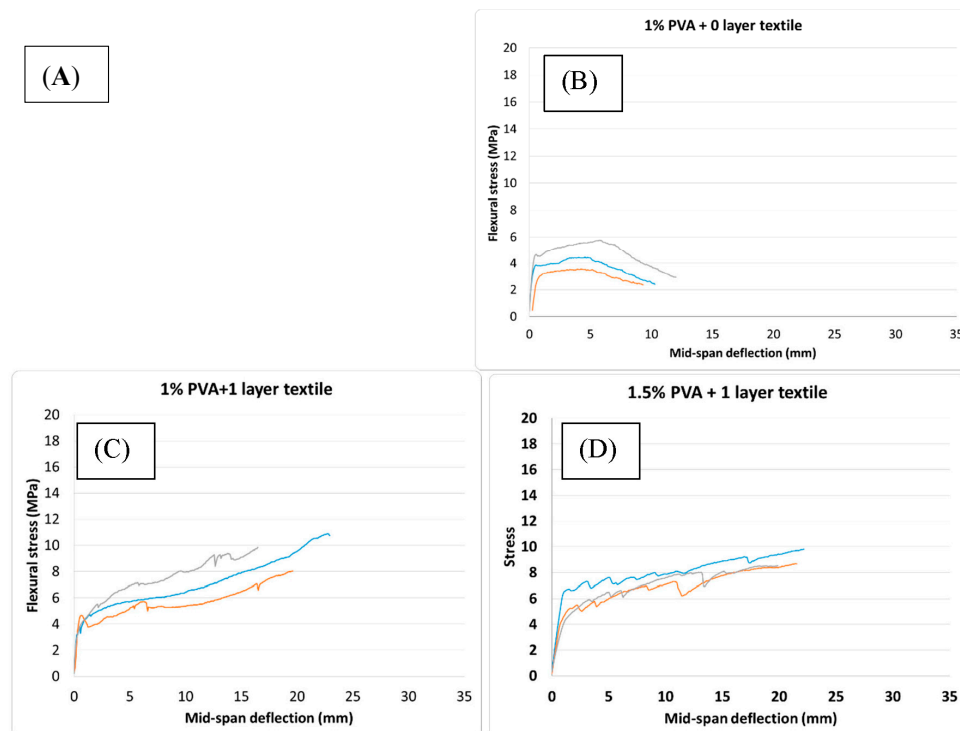 (A)
1% PVA + 0 layer textile
(B)
Flexural stress (MPa)
20
18
16
14
12
10
8
6
4
2
0
0 5 10 15 20 25 30 35
Mid-span deflection (mm)
1% PVA+1 layer textile
(C)
Flexural stress (MPa)
20
18
16
14
12
10
8
6
4
2
0
0 5 10 15 20 25 30 35
Mid-span deflection (mm)
1.5% PVA + 1 layer textile
(D)
Stress
20
18
16
14
12
10
8
6
4
2
0
0 5 10 15 20 25 30 35
Mid-span deflection (mm)